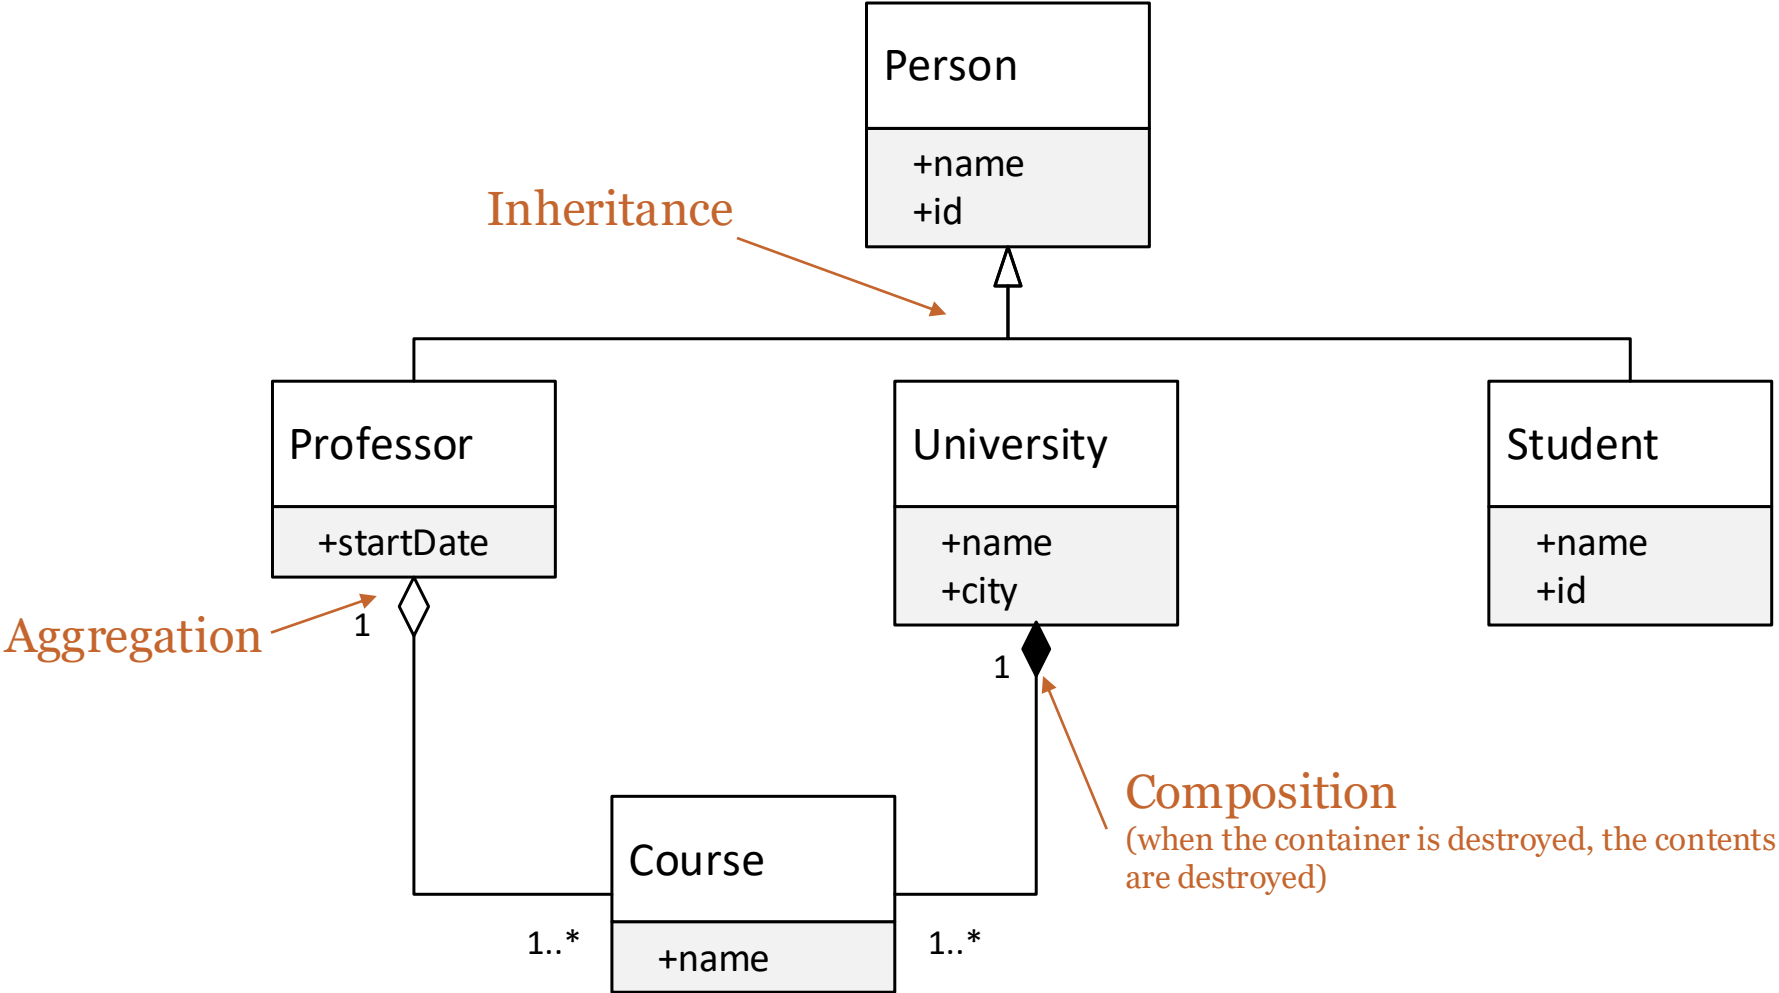 Person
+name
+id
Inheritance
Professor
+startDate
University
+name
+city
Student
+name
+id
Aggregation
1
1
Composition
(when the container is destroyed, the contents
are destroyed)
Course
+name
1..*
1..*